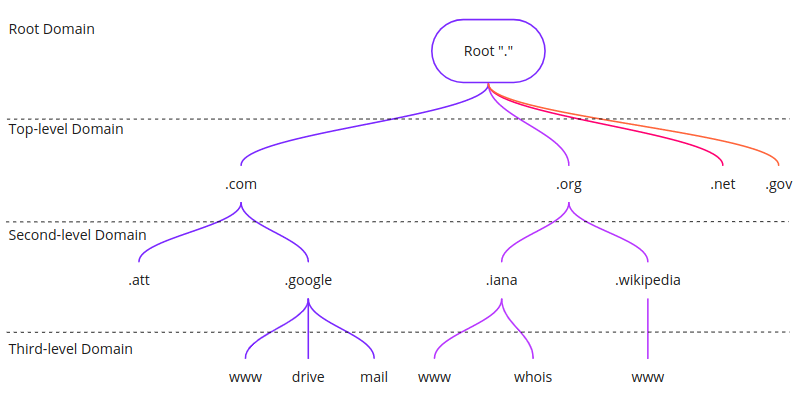 Root Domain
Root "."
Top-level Domain
.com
.org
.net
.gov
Second-level Domain
.att
.google
.iana
.wikipedia
Third-level Domain
www
drive
mail
www
whois
www